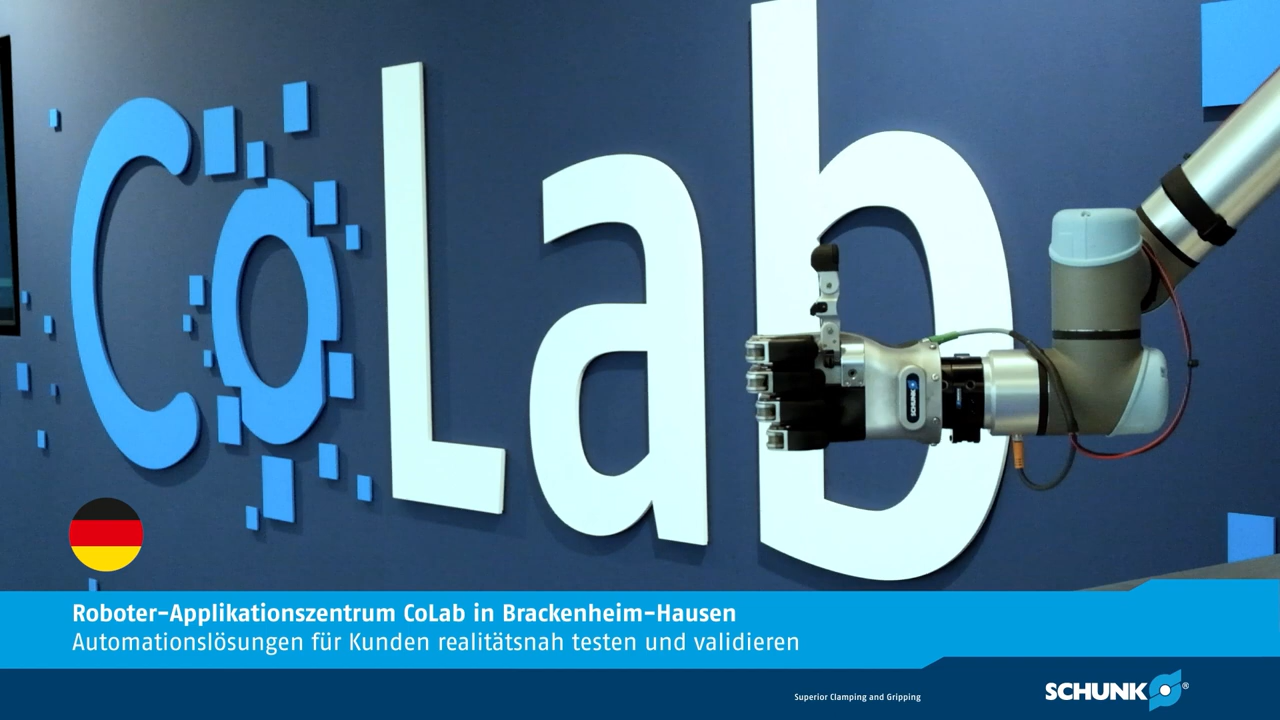 CoLab
SCHUNK
Roboter-Applikationszentrum CoLab in Brackenheim-Hausen
Automationslösungen für Kunden realitätsnah testen und validieren
Superior Clamping and Gripping
SCHUNK ®